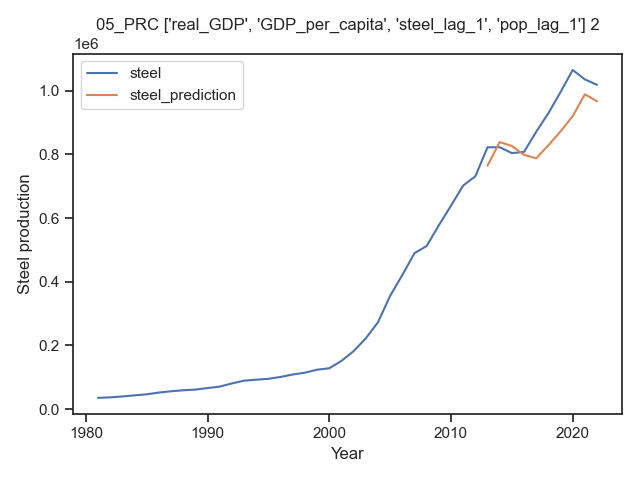 05_PRC ['real_GDP', 'GDP_per_capita', 'steel_lag_1', 'pop_lag_1'] 2
1e6
steel
steel_prediction
1.0
0.8
0.6
0.4
0.2
0.0
Steel production
1980
1990
2000
2010
2020
Year